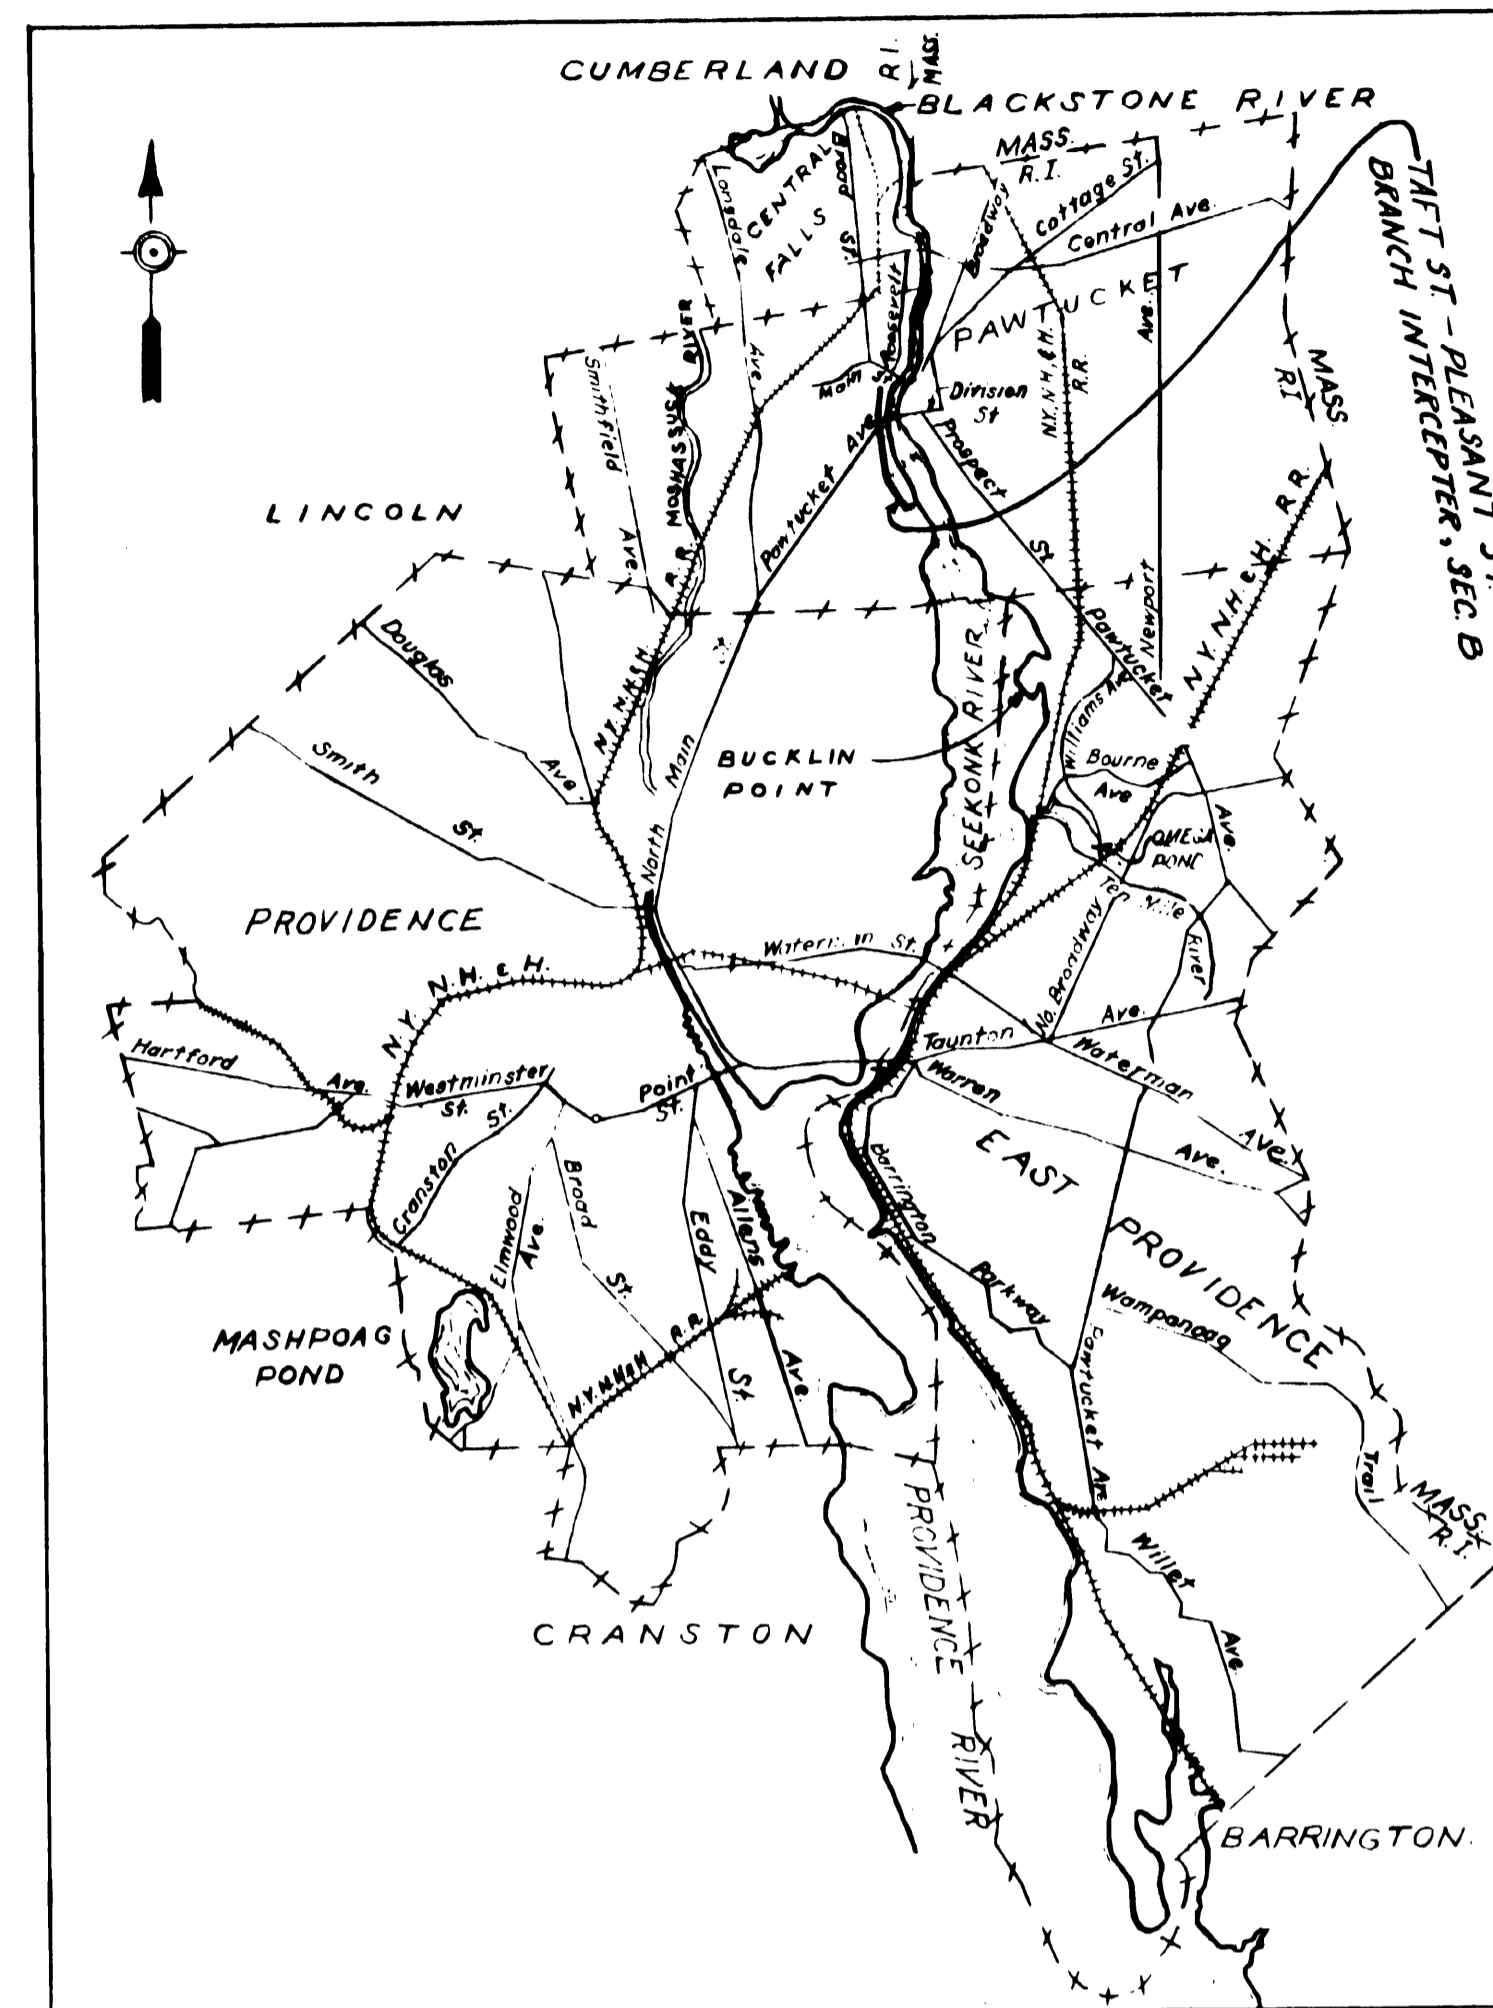 CUMBERLAND
R.I.
MASS.
BLACKSTONE RIVER
TAFT ST. - PLEASANT
BRANCH INTERCEPTER, SEC. B
MASS.
R.I.
CENTRAL
FALLS
Broad
St.
Lonsdale
Ave.
Roosevelt
Broadway
Cottage St.
Central Ave.
PAWTUCKET
Smithfield
Ave.
MOSHASSUCK RIVER
Main
St.
Division
St
N.Y., N.H. & H.
R.R.
Ave.
Newport
MASS.
R.I.
Pawtucket Ave
Prospect
St
LINCOLN
R.R.
N.Y. N.H. & H. R.R.
Douglas
Ave.
N.Y. N.H. & H.
Main
North
Pawtucket
Williams Ave
SEEKONK RIVER
BUCKLIN
POINT
Bourne
Ave
Ave.
Smith
St.
OMEGA
POND
Ten Mile
River
PROVIDENCE
St.
No. Broadway
N.Y. N.H. & H.
Taunton
Ave.
Hartford
Ave.
Westminster
St.
Point
St.
Waterman
Ave.
Warren
Ave.
Cranston
St.
EAST
PROVIDENCE
Barrington
Parkway
Elmwood
Ave.
Broad
St.
Eddy
St.
Allens
Ave.
Wampanoag
Trail
MASHPOAG
POND
N.Y. N.H. & H.
R.R.
Pawtucket Ave
MASS.
R.I.
Willet
Ave.
CRANSTON
PROVIDENCE
RIVER
BARRINGTON.